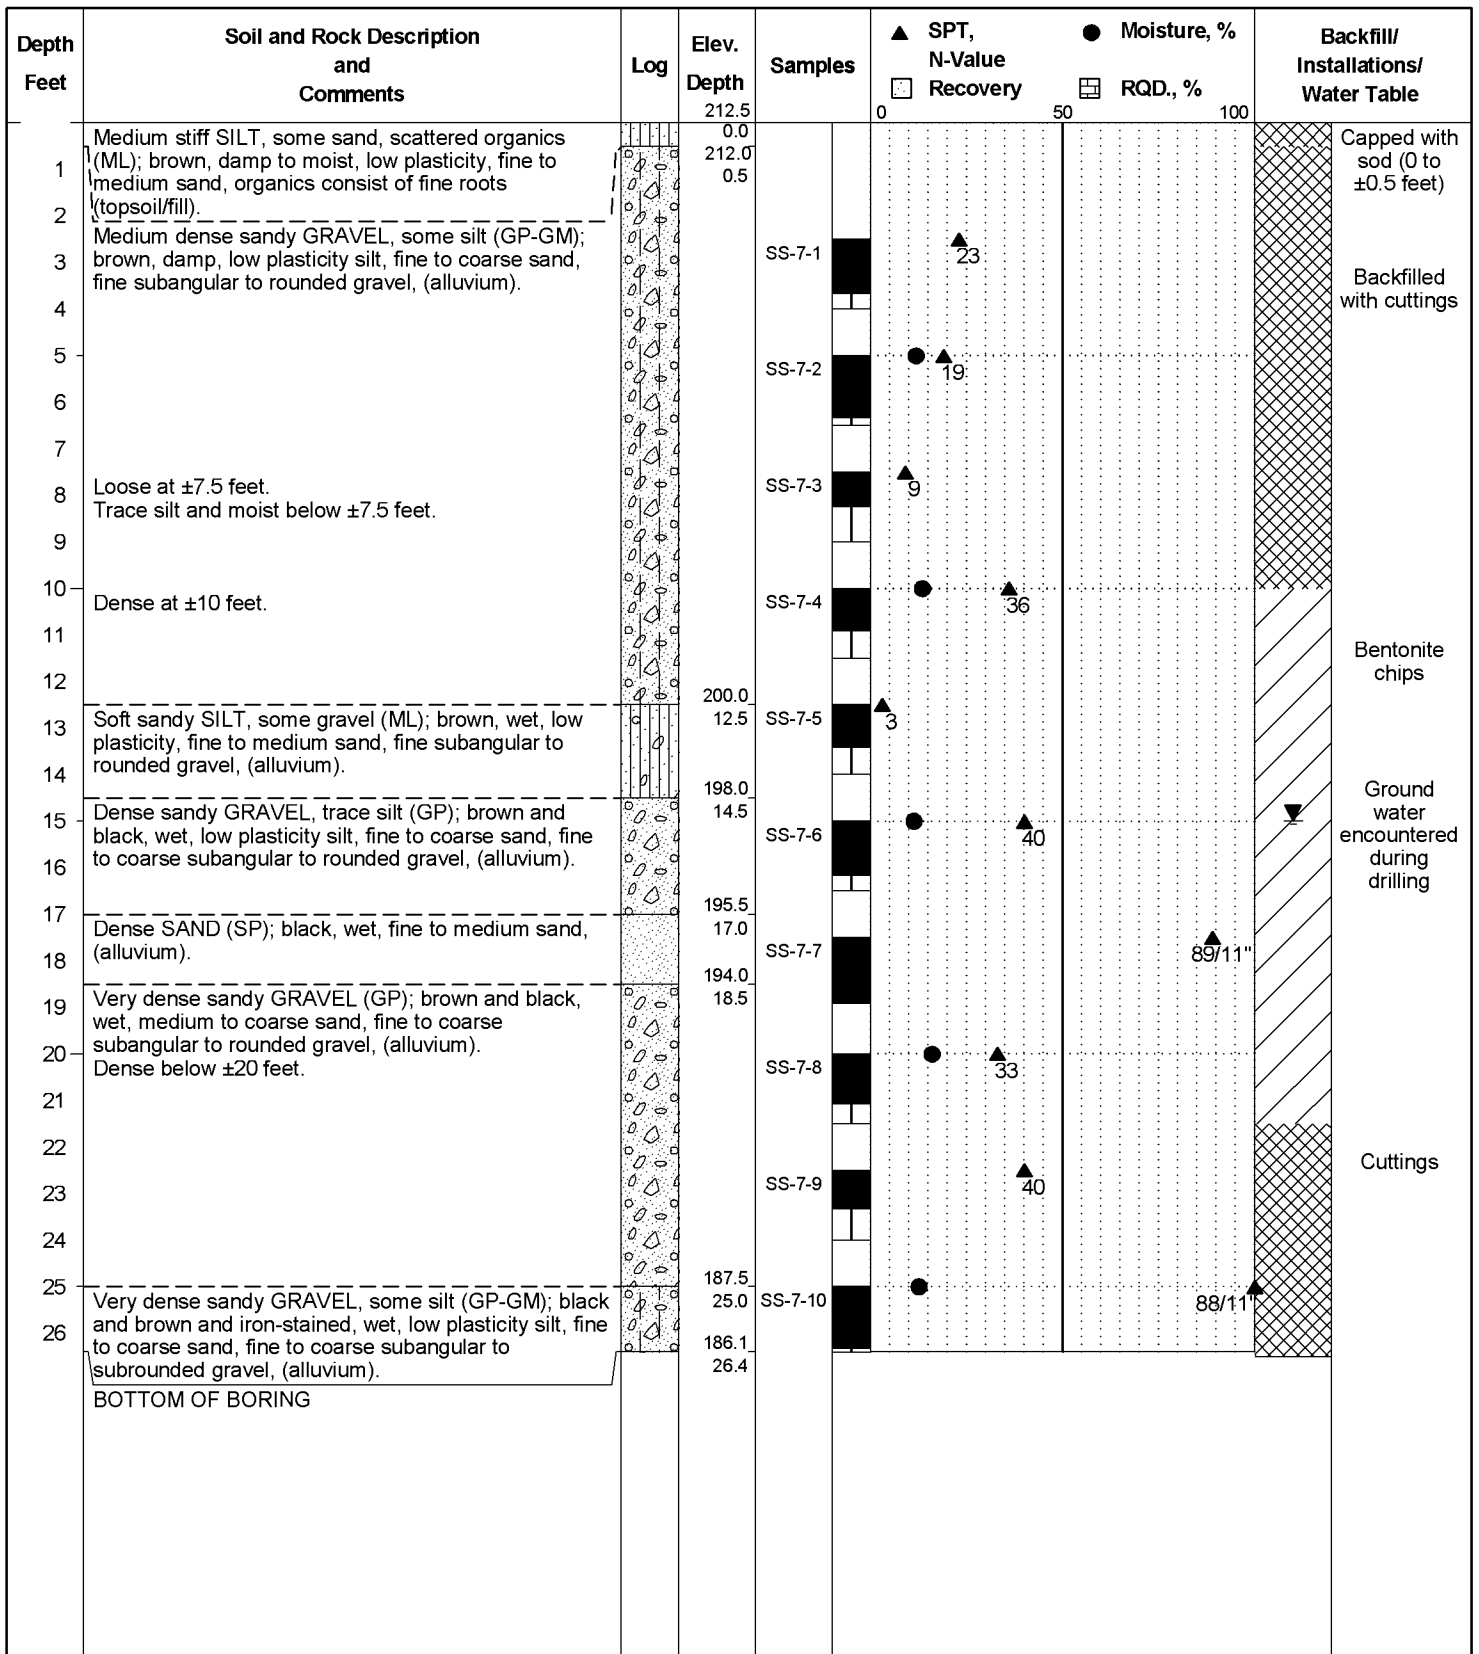 Depth
Feet
Soil and Rock Description
and
Comments
Log
Elev.
Depth
Samples
▲ SPT,
N-Value
● Moisture, %
Recovery
RQD., %
Backfill/
Installations/
Water Table
0 50 100
212.5
0.0
212.0
0.5
200.0
12.5
198.0
14.5
195.5
17.0
194.0
18.5
187.5
25.0
186.1
26.4
1
2
3
4
5
6
7
8
9
10
11
12
13
14
15
16
17
18
19
20
21
22
23
24
25
26
Medium stiff SILT, some sand, scattered organics
(ML); brown, damp to moist, low plasticity, fine to
medium sand, organics consist of fine roots
(topsoil/fill).
Medium dense sandy GRAVEL, some silt (GP-GM);
brown, damp, low plasticity silt, fine to coarse sand,
fine subangular to rounded gravel, (alluvium).
Loose at ±7.5 feet.
Trace silt and moist below ±7.5 feet.
Dense at ±10 feet.
Soft sandy SILT, some gravel (ML); brown, wet, low
plasticity, fine to medium sand, fine subangular to
rounded gravel, (alluvium).
Dense sandy GRAVEL, trace silt (GP); brown and
black, wet, low plasticity silt, fine to coarse sand, fine
to coarse subangular to rounded gravel, (alluvium).
Dense SAND (SP); black, wet, fine to medium sand,
(alluvium).
Very dense sandy GRAVEL (GP); brown and black,
wet, medium to coarse sand, fine to coarse
subangular to rounded gravel, (alluvium).
Dense below ±20 feet.
Very dense sandy GRAVEL, some silt (GP-GM); black
and brown and iron-stained, wet, low plasticity silt, fine
to coarse sand, fine to coarse subangular to
subrounded gravel, (alluvium).
BOTTOM OF BORING
SS-7-1
SS-7-2
SS-7-3
SS-7-4
SS-7-5
SS-7-6
SS-7-7
SS-7-8
SS-7-9
SS-7-10
23
19
9
36
3
40
89/11"
33
40
88/11"
Capped with
sod (0 to
±0.5 feet)
Backfilled
with cuttings
Bentonite
chips
Ground
water
encountered
during
drilling
Cuttings